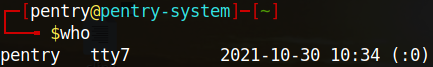 ┌─[pentry@pentry-system]─[~]
└──╼ $who
pentry   tty7         2021-10-30 10:34 (:0)